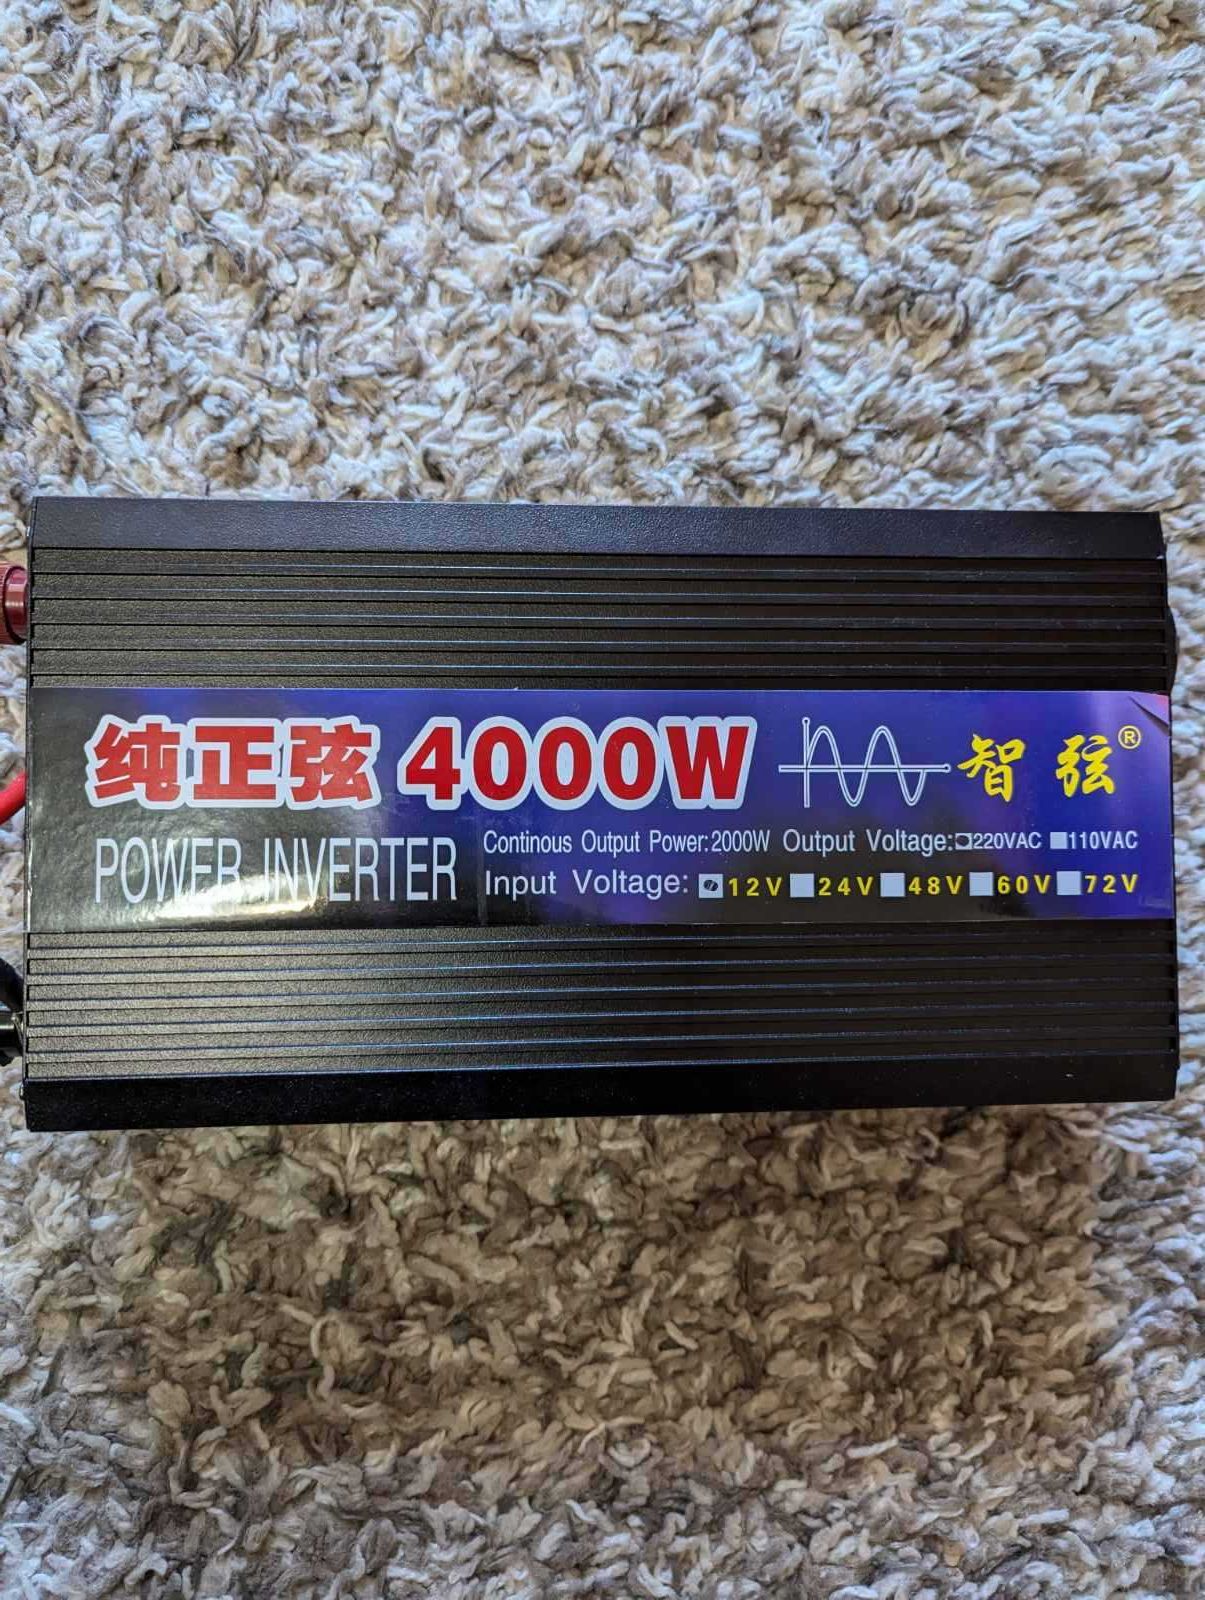 纯正弦 4000W 智弦®
POWER INVERTER
Continous Output Power:2000W Output Voltage: 220VAC 110VAC
Input Voltage: 12V 24V 48V 60V 72V